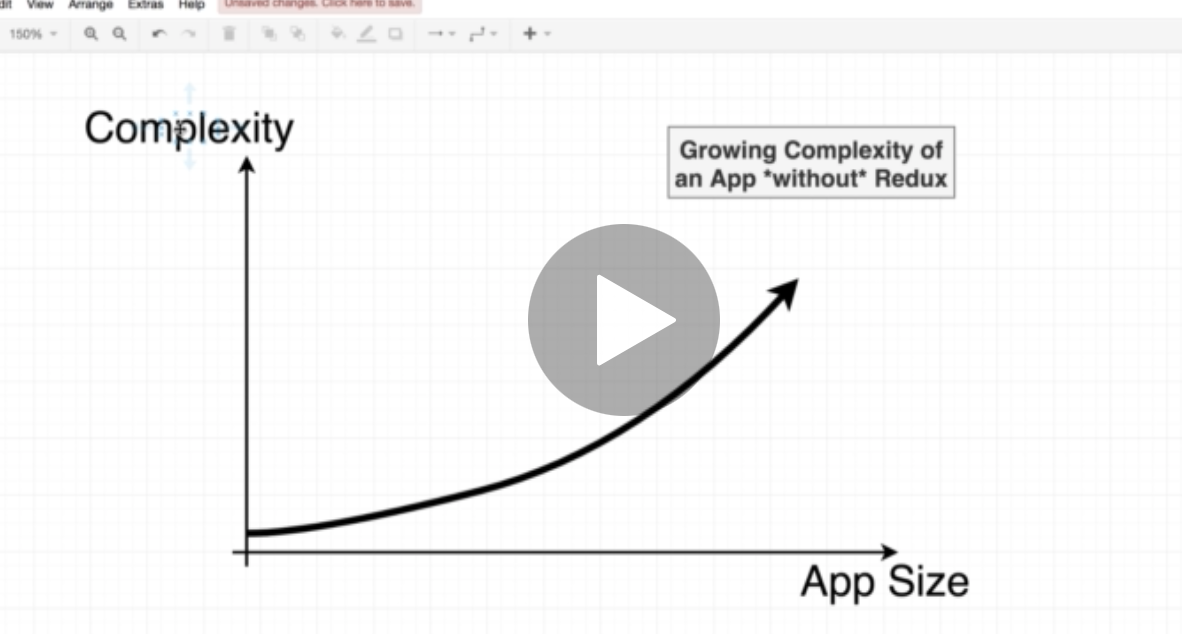 View Arrange Extras Help Unsaved changes. Click here to save.
150%
Complexity
Growing Complexity of
an App *without* Redux
App Size